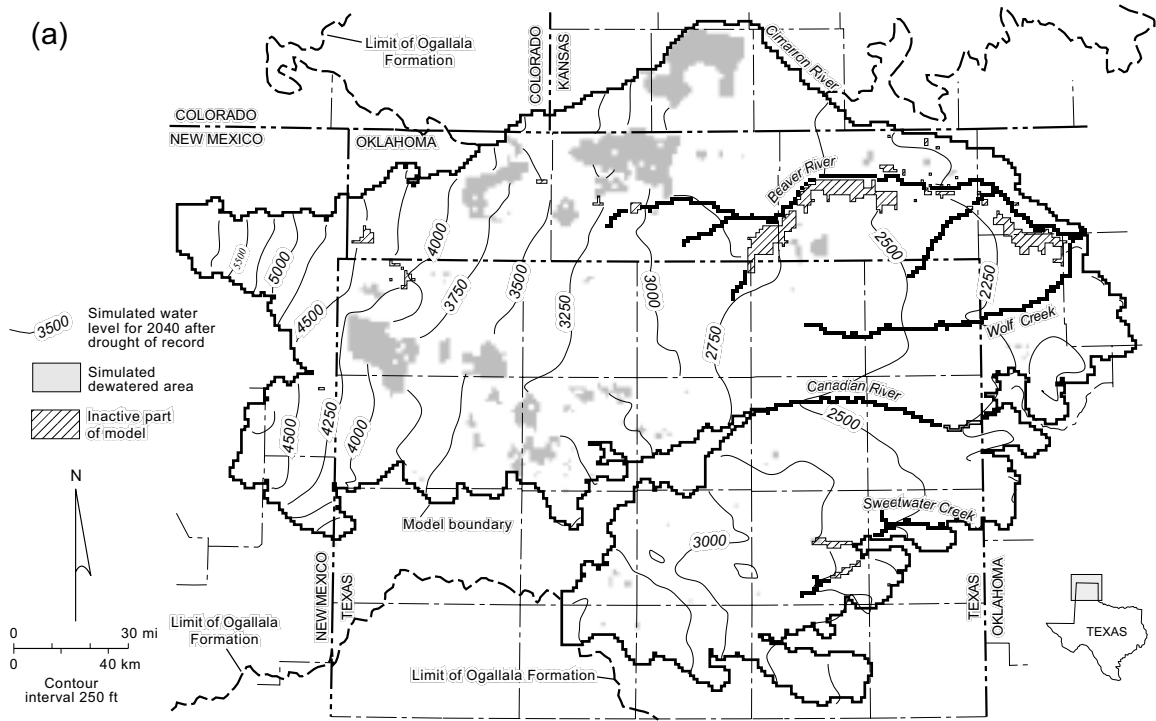 (a)
Limit of Ogallala
Formation
COLORADO
KANSAS
Cimarron River
COLORADO
NEW MEXICO
OKLAHOMA
Beaver River
5500
5000
4500
4000
3750
3500
3250
3000
2750
2500
2250
Wolf Creek
3500
Simulated water
level for 2040 after
drought of record
Simulated
dewatered area
Inactive part
of model
Canadian River
2500
4500
4250
4000
N
Model boundary
Sweetwater Creek
3000
NEW MEXICO
TEXAS
TEXAS
OKLAHOMA
0 30 mi
0 40 km
Contour
interval 250 ft
Limit of Ogallala
Formation
Limit of Ogallala Formation
TEXAS